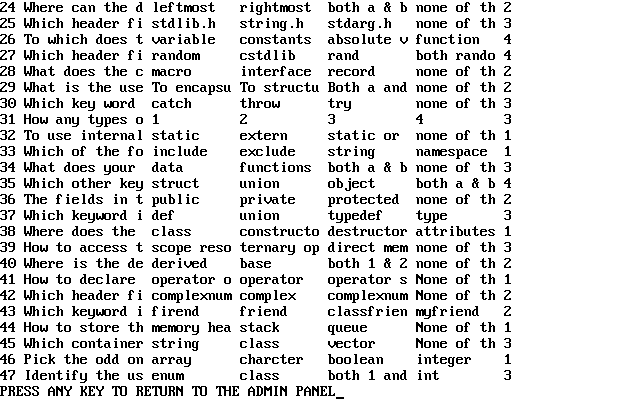 24 Where can the d leftmost rightmost both a & b none of th 2
25 Which header fi stdlib.h string.h stdarg.h none of th 3
26 To which does t variable constants absolute v function 4
27 Which header fi random cstdlib rand both rando 4
28 What does the c macro interface record none of th 2
29 What is the use To encapsu To structu Both a and none of th 2
30 Which key word catch throw try none of th 3
31 How any types o 1 2 3 4 3
32 To use internal static extern static or none of th 1
33 Which of the fo include exclude string namespace 1
34 What does your data functions both a & b none of th 3
35 Which other key struct union object both a & b 4
36 The fields in t public private protected none of th 2
37 Which keyword i def union typedef type 3
38 Where does the class constructo destructor attributes 1
39 How to access t scope reso ternary op direct mem none of th 3
40 Where is the de derived base both 1 & 2 none of th 2
41 How to declare operator o operator operator s None of th 1
42 Which header fi complexnum complex complexnum None of th 2
43 Which keyword i firend friend classfrien myfriend 2
44 How to store th memory hea stack queue None of th 1
45 Which container string class vector None of th 3
46 Pick the odd on array charcter boolean integer 1
47 Identify the us enum class both 1 and int 3
PRESS ANY KEY TO RETURN TO THE ADMIN PANEL_